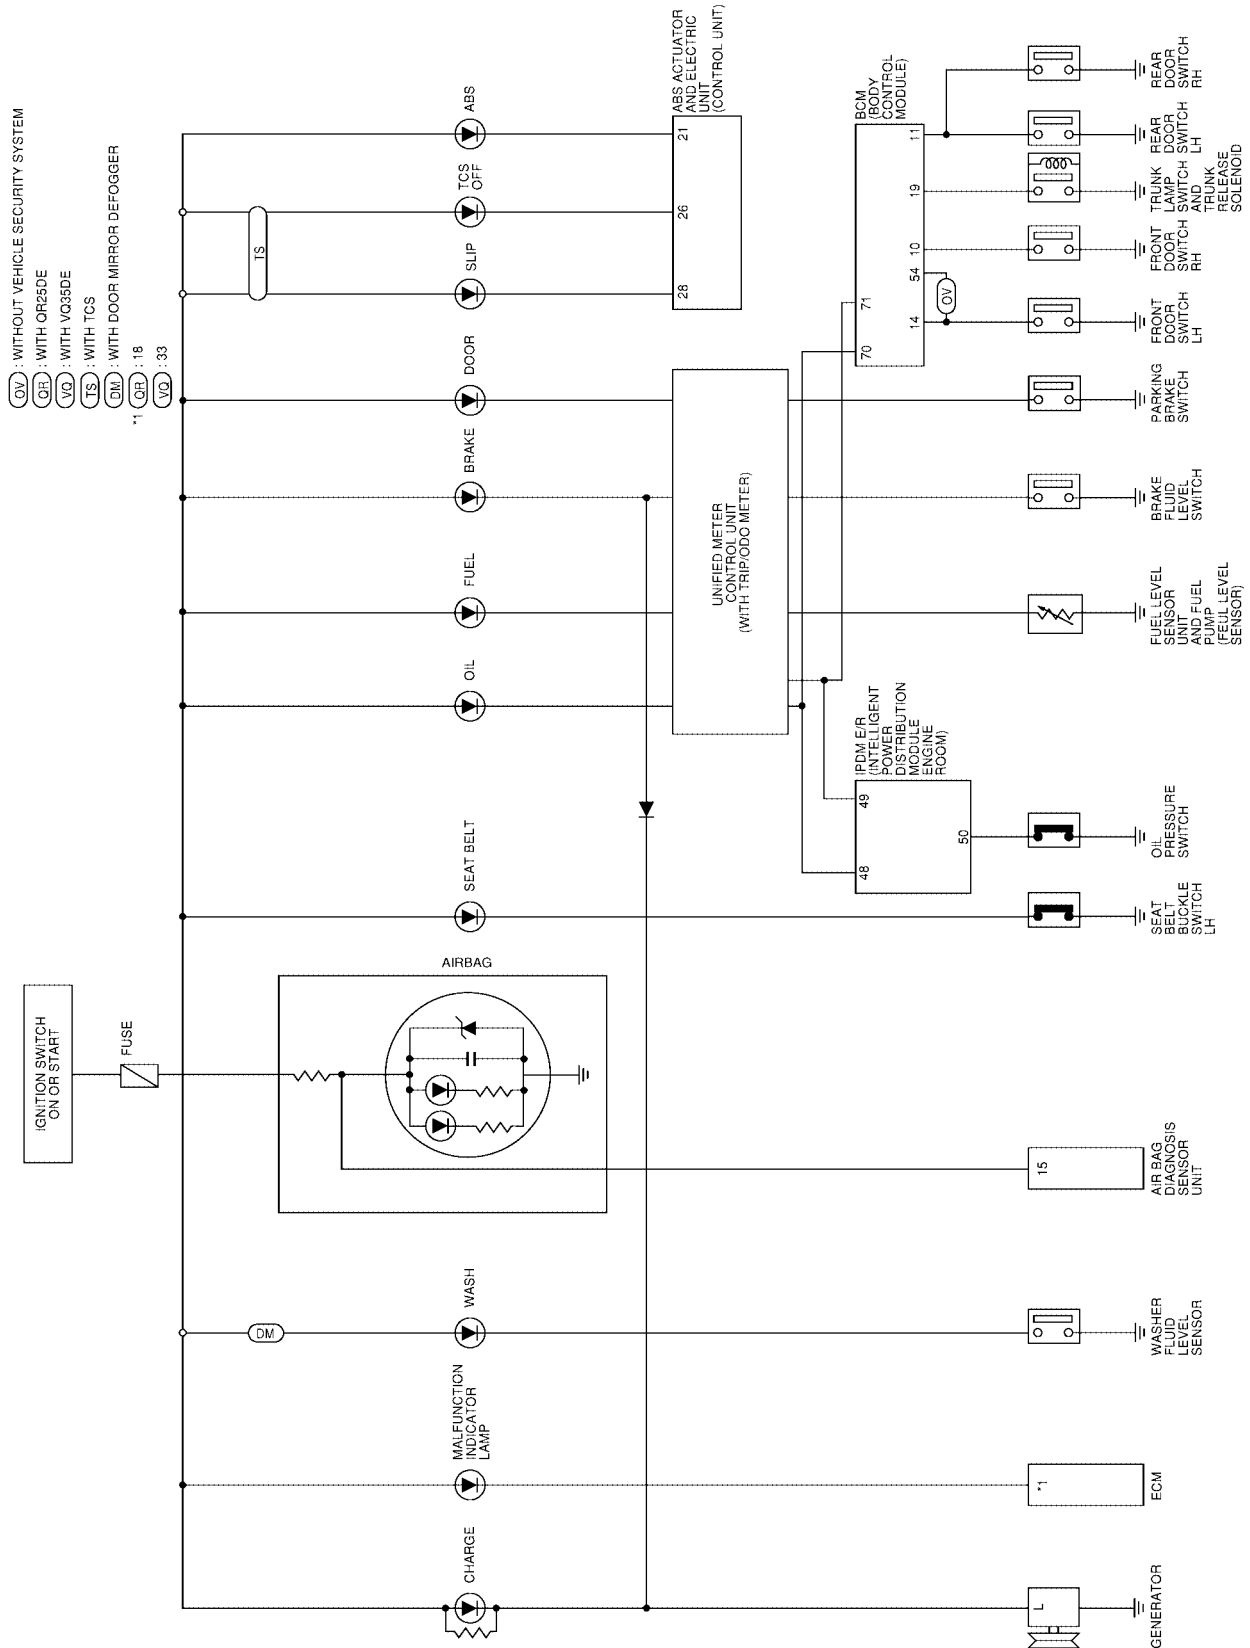 OV : WITHOUT VEHICLE SECURITY SYSTEM
QR : WITH QR25DE
VQ : WITH VQ35DE
TS : WITH TCS
DM : WITH DOOR MIRROR DEFOGGER
*1 QR : 18
VQ : 33
IGNITION SWITCH
ON OR START
FUSE
DM
TS
CHARGE
MALFUNCTION
INDICATOR
LAMP
WASH
AIRBAG
SEAT BELT
OIL
FUEL
BRAKE
DOOR
SLIP
TCS
OFF
ABS
UNIFIED METER
CONTROL UNIT
(WITH TRIP/ODO METER)
28
26
21
ABS ACTUATOR
AND ELECTRIC
UNIT
(CONTROL UNIT)
48
49
50
IPDM E/R
(INTELLIGENT
POWER
DISTRIBUTION
MODULE
ENGINE
ROOM)
70
71
14
54
10
19
11
OV
BCM
(BODY
CONTROL
MODULE)
L
*1
15
GENERATOR
ECM
WASHER
FLUID
LEVEL
SENSOR
AIR BAG
DIAGNOSIS
SENSOR
UNIT
SEAT
BELT
BUCKLE
SWITCH
LH
OIL
PRESSURE
SWITCH
FUEL LEVEL
SENSOR
UNIT
AND FUEL
PUMP
(FEUL LEVEL
SENSOR)
BRAKE
FLUID
LEVEL
SWITCH
PARKING
BRAKE
SWITCH
FRONT
DOOR
SWITCH
LH
FRONT
DOOR
SWITCH
RH
TRUNK
LAMP
SWITCH
AND
TRUNK
RELEASE
SOLENOID
REAR
DOOR
SWITCH
LH
REAR
DOOR
SWITCH
RH